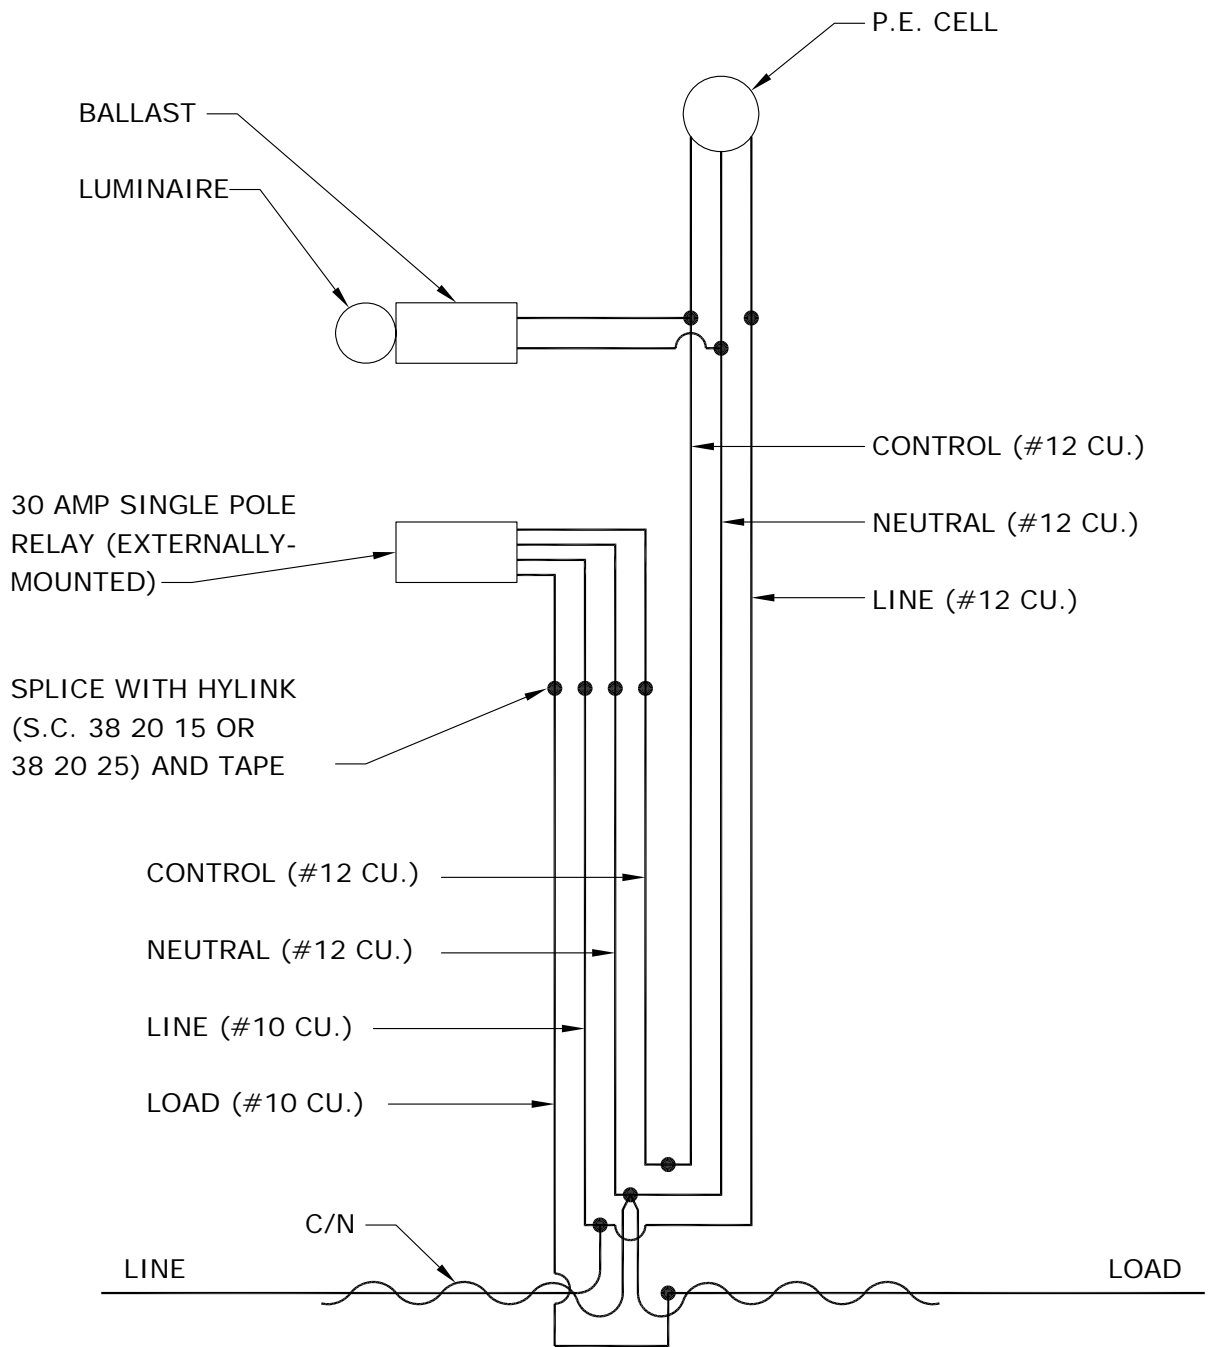 P.E. CELL
BALLAST
LUMINAIRE
CONTROL (#12 CU.)
30 AMP SINGLE POLE
RELAY (EXTERNALLY-
MOUNTED)
NEUTRAL (#12 CU.)
LINE (#12 CU.)
SPLICE WITH HYLINK
(S.C. 38 20 15 OR
38 20 25) AND TAPE
CONTROL (#12 CU.)
NEUTRAL (#12 CU.)
LINE (#10 CU.)
LOAD (#10 CU.)
C/N
LINE
LOAD